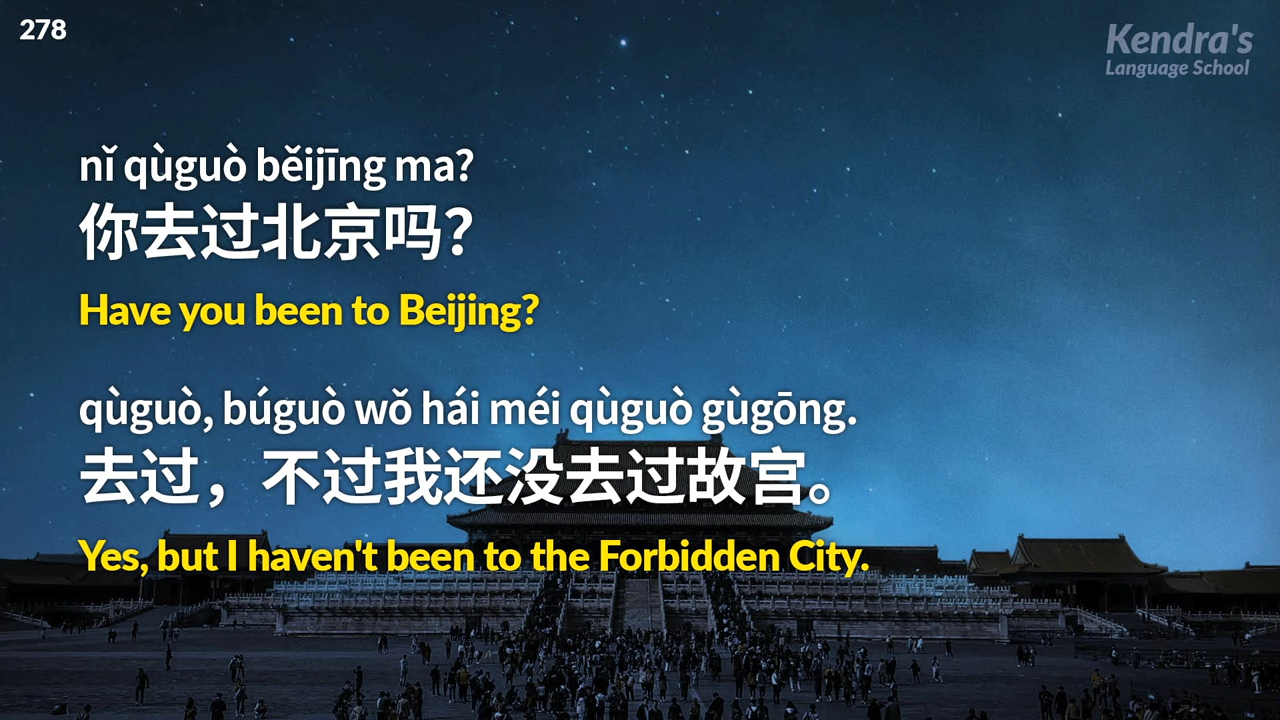 278
Kendra's
Language School
nǐ qùguò běijīng ma?
你去过北京吗？
Have you been to Beijing?
qùguò, búguò wǒ hái méi qùguò gùgōng.
去过，不过我还没去过故宫。
Yes, but I haven't been to the Forbidden City.